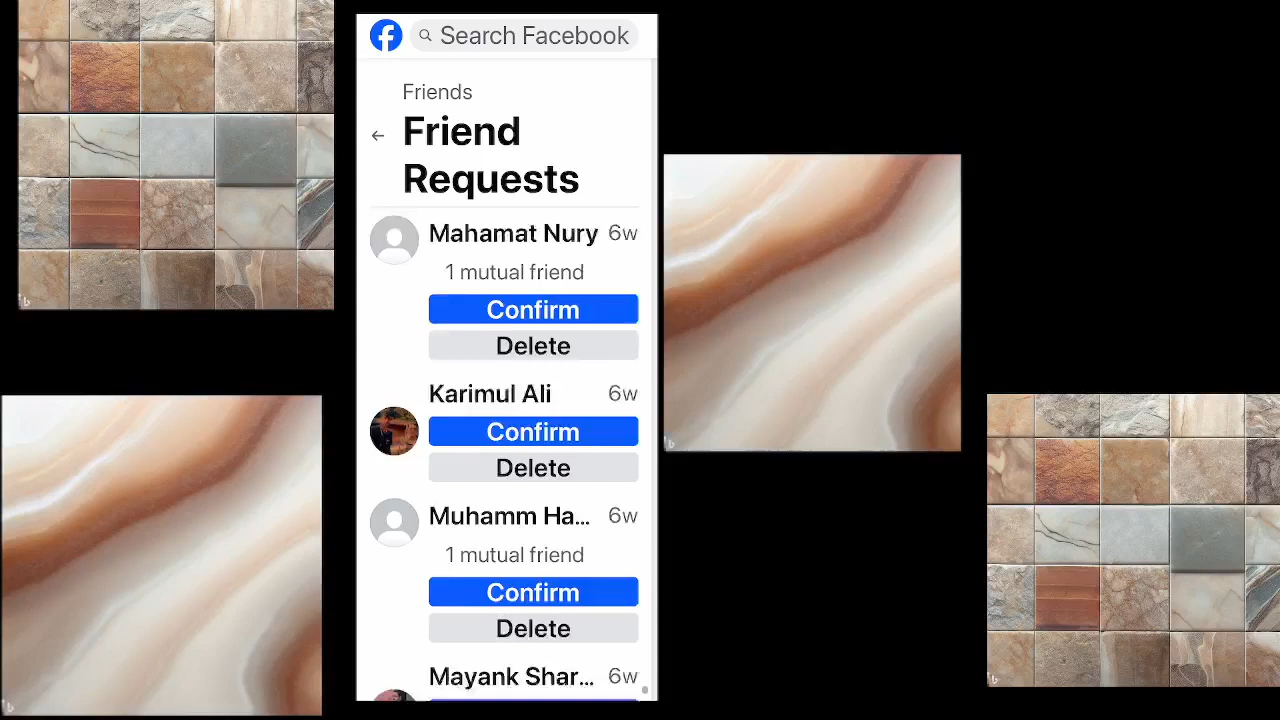 Search Facebook
Friends
Friend
Requests
Mahamat Nury 6w
1 mutual friend
Confirm
Delete
Karimul Ali 6w
Confirm
Delete
Muhamm Ha... 6w
1 mutual friend
Confirm
Delete
Mayank Shar... 6w